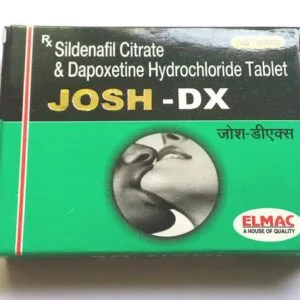 Rx Sildenafil Citrate
& Dapoxetine Hydrochloride Tablet
JOSH -DX
जोश-डीएक्स
ELMAC
A HOUSE OF QUALITY